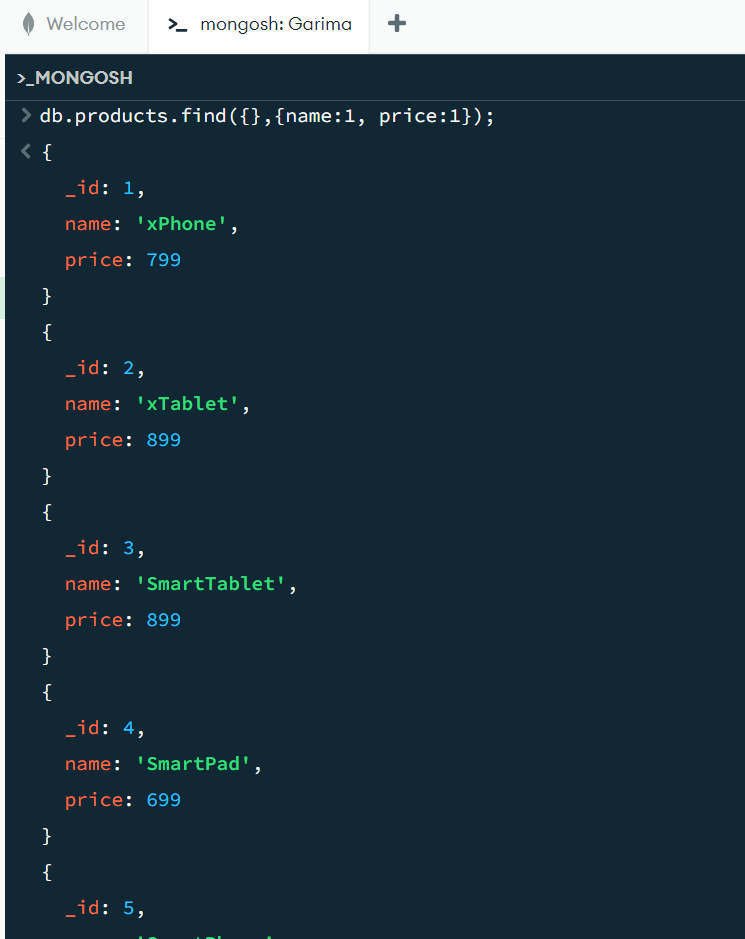 Welcome
>_ mongosh: Garima
>_MONGOSH
> db.products.find({},{name:1, price:1});
< {
_id: 1,
name: 'xPhone',
price: 799
}
{
_id: 2,
name: 'xTablet',
price: 899
}
{
_id: 3,
name: 'SmartTablet',
price: 899
}
{
_id: 4,
name: 'SmartPad',
price: 699
}
{
_id: 5,